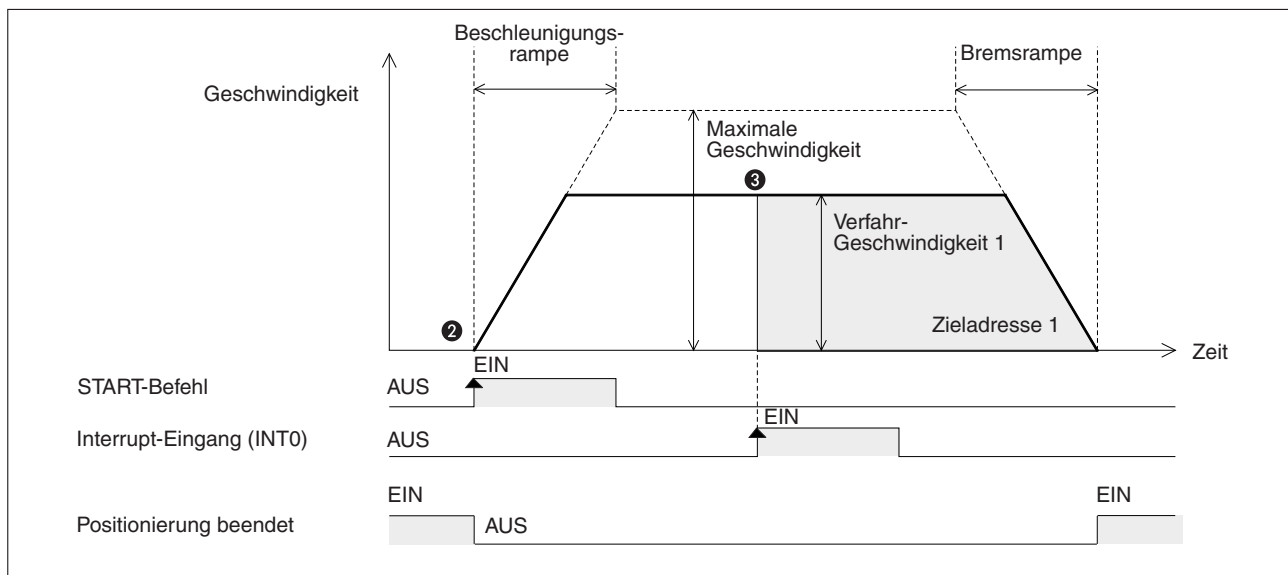 Beschleunigungs-
rampe
Bremsrampe
Geschwindigkeit
Maximale
Geschwindigkeit
❸
Verfahr-
Geschwindigkeit 1
❷
Zieladresse 1
Zeit
EIN
START-Befehl AUS
EIN
Interrupt-Eingang (INT0) AUS
EIN EIN
Positionierung beendet AUS